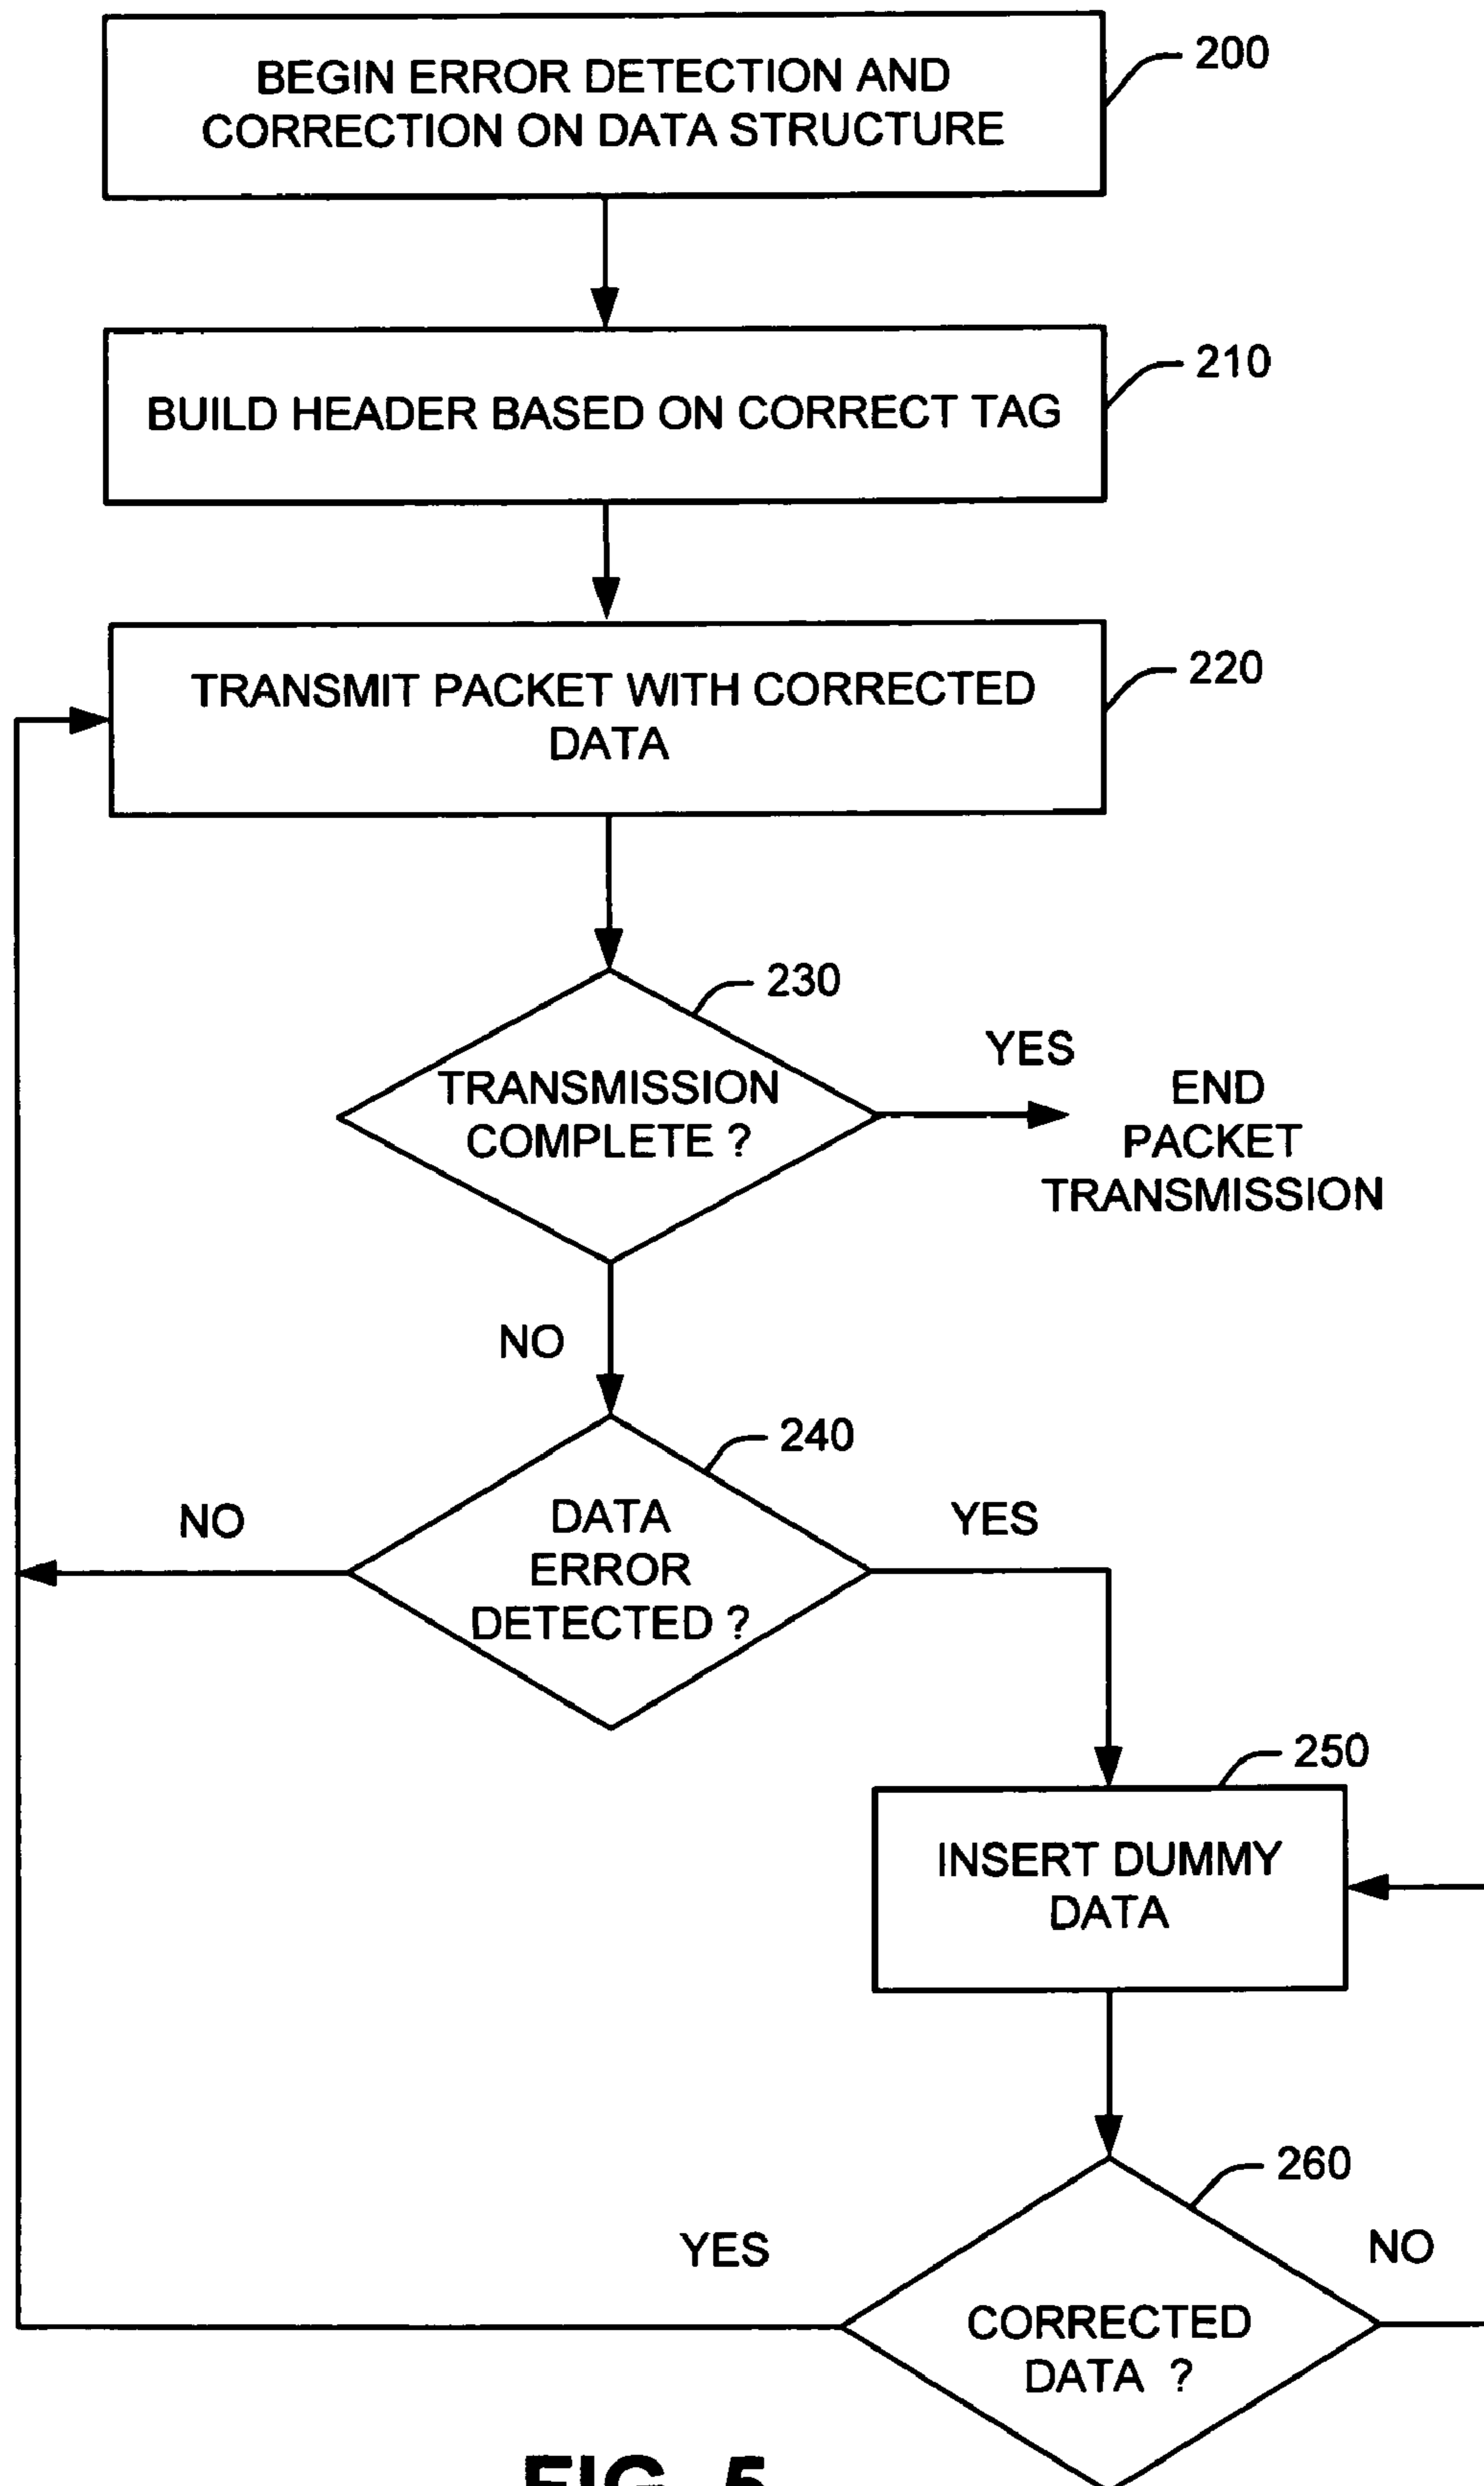 BEGIN ERROR DETECTION AND
CORRECTION ON DATA STRUCTURE
200
BUILD HEADER BASED ON CORRECT TAG
210
TRANSMIT PACKET WITH CORRECTED
DATA
220
230
TRANSMISSION
COMPLETE ?
YES
END
PACKET
TRANSMISSION
NO
240
DATA
ERROR
DETECTED ?
NO
YES
250
INSERT DUMMY
DATA
260
CORRECTED
DATA ?
YES
NO
FIG. 5